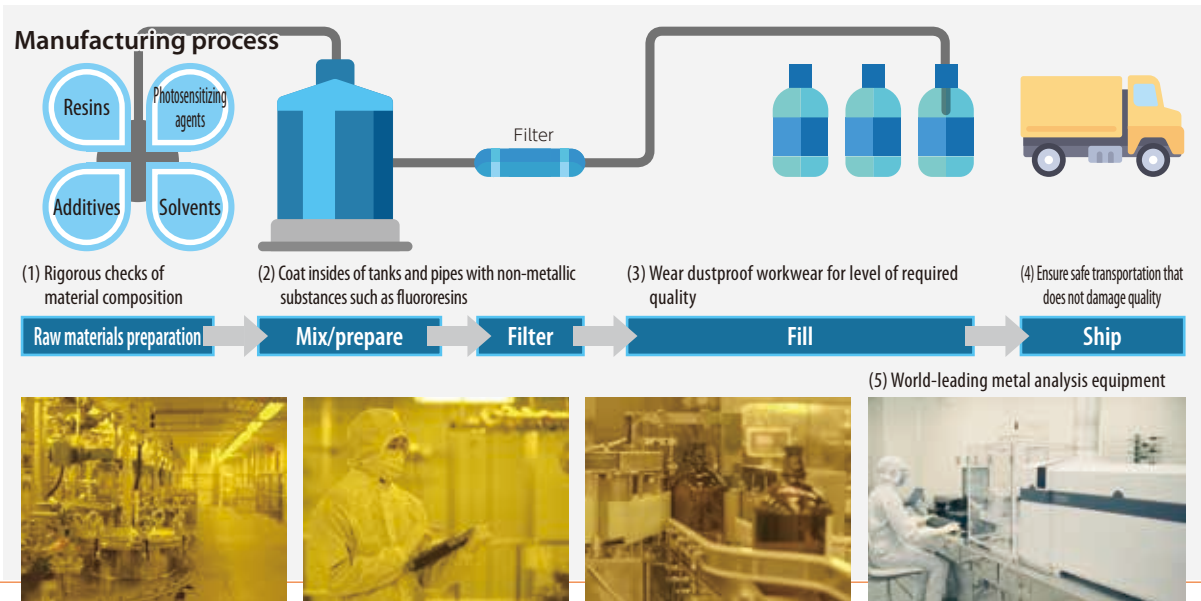 Manufacturing process
Resins
Photosensitizing
agents
Additives
Solvents
Filter
(1) Rigorous checks of
material composition
(2) Coat insides of tanks and pipes with non-metallic
substances such as fluororesins
(3) Wear dustproof workwear for level of required
quality
(4) Ensure safe transportation that
does not damage quality
Raw materials preparation
Mix/prepare
Filter
Fill
Ship
(5) World-leading metal analysis equipment